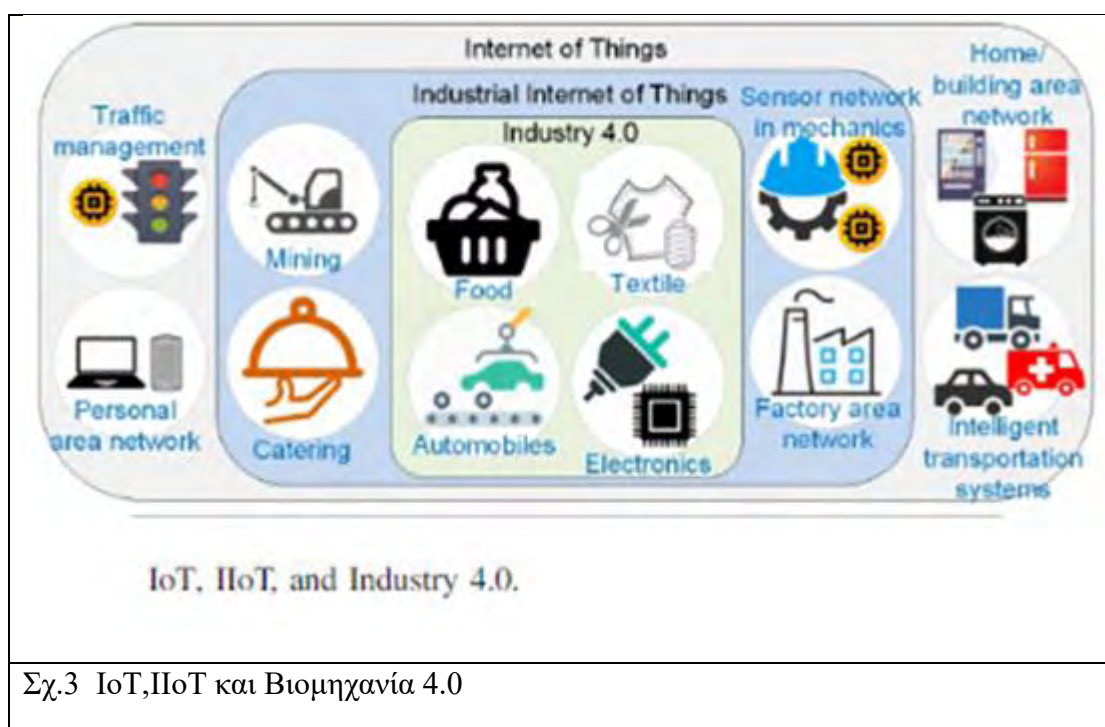 Internet of Things
Industrial Internet of Things
Industry 4.0
Traffic
management
Personal
area network
Mining
Catering
Food
Textile
Automobiles
Electronics
Sensor network
in mechanics
Factory area
network
Home/
building area
network
Intelligent
transportation
systems
IoT, IIoT, and Industry 4.0.
Σχ.3 IoT,IIoT και Βιομηχανία 4.0